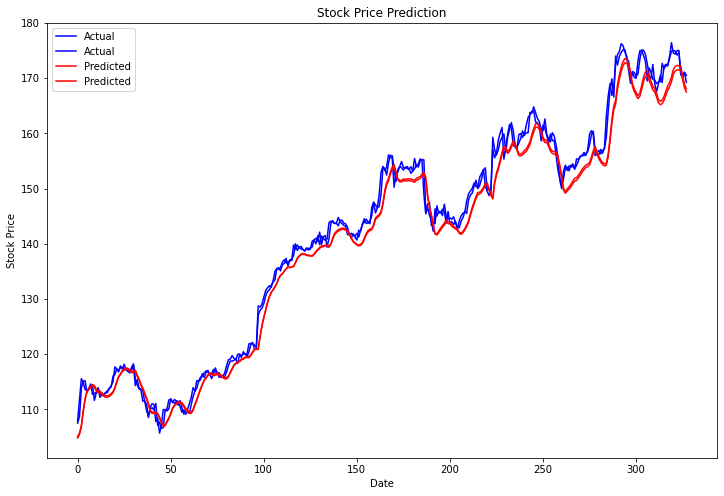 Stock Price Prediction
Actual
Actual
Predicted
Predicted
Stock Price
180
170
160
150
140
130
120
110
0 50 100 150 200 250 300
Date